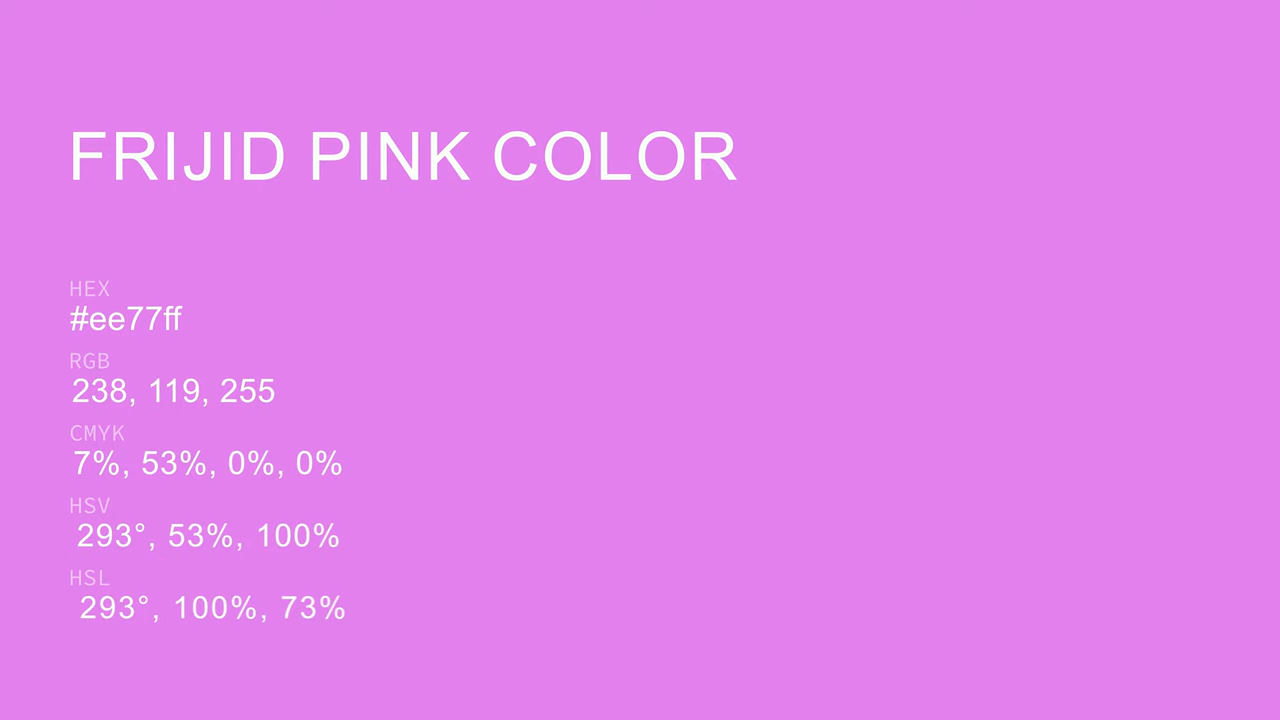 FRIJID PINK COLOR
HEX
#ee77ff
RGB
238, 119, 255
CMYK
7%, 53%, 0%, 0%
HSV
293°, 53%, 100%
HSL
293°, 100%, 73%